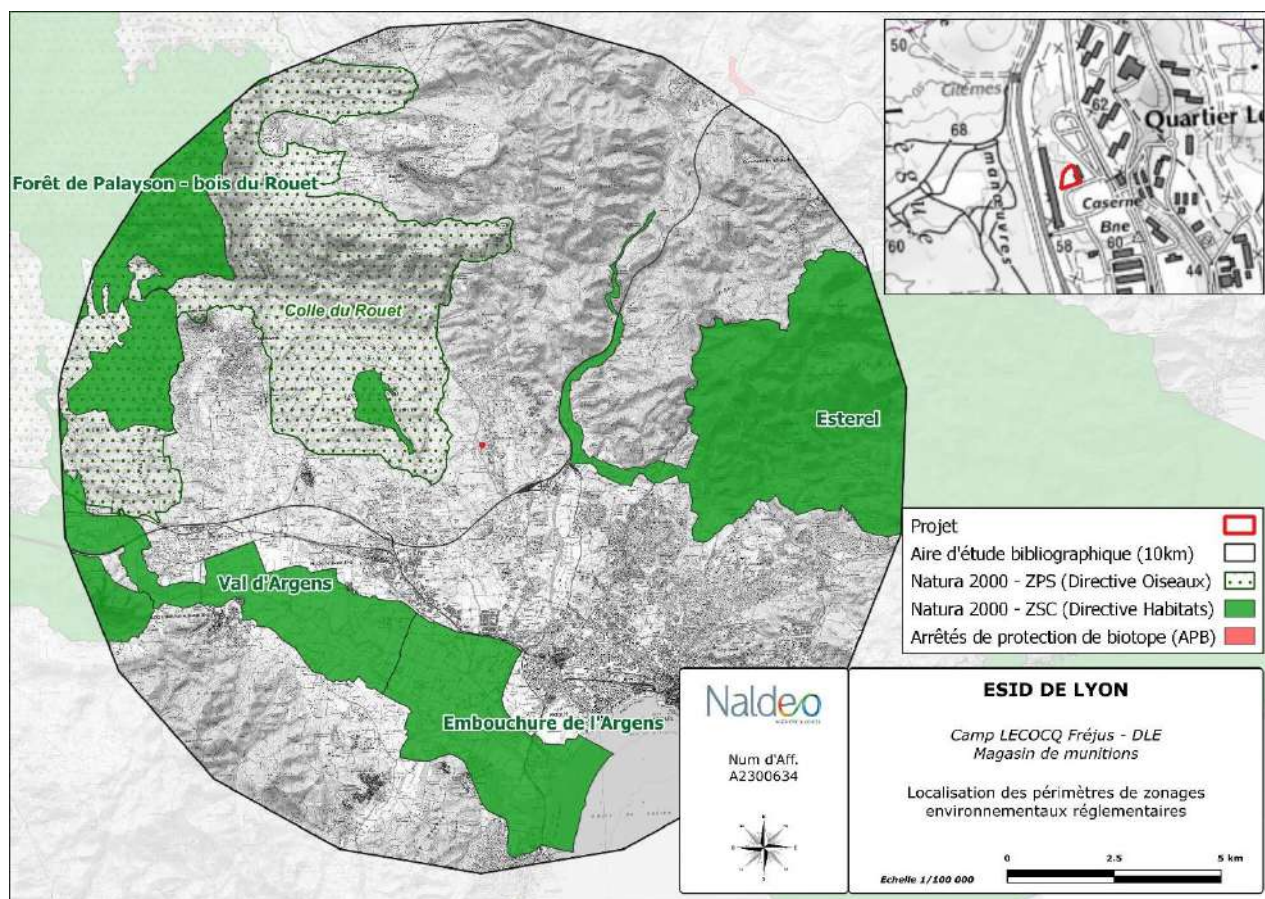 Forêt de Palayson - bois du Rouet
Colle du Rouet
Esterel
Val d'Argens
Embouchure de l'Argens
50
Citernes
68
62
Quartier Le
manœuvres
Caserne
60
58
Bne
60
44
Projet
Aire d'étude bibliographique (10km)
Natura 2000 - ZPS (Directive Oiseaux)
Natura 2000 - ZSC (Directive Habitats)
Arrêtés de protection de biotope (APB)
Naldeo
Num d'Aff.
A2300634
ESID DE LYON
Camp LECOCQ Fréjus - DLE
Magasin de munitions
Localisation des périmètres de zonages
environnementaux réglementaires
0 2.5 5 km
Echelle 1/100 000